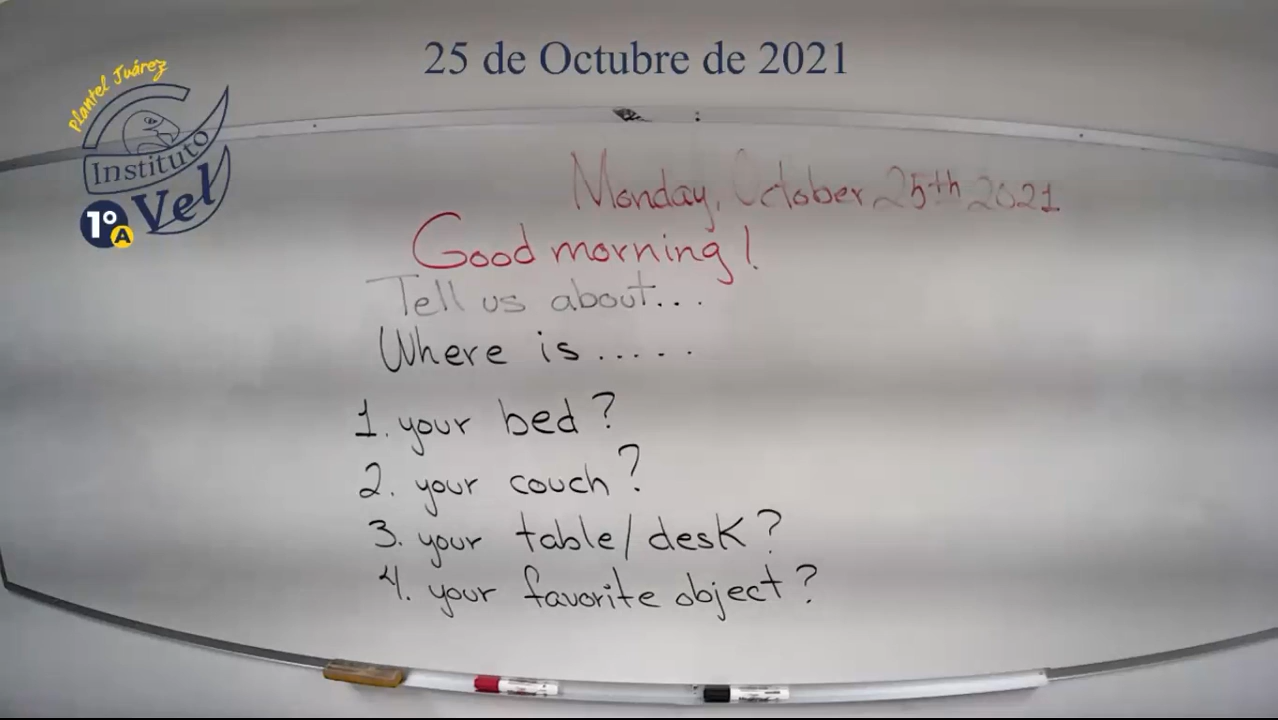 25 de Octubre de 2021
Plantel Juárez
Instituto
Vel
1º A
Monday, October 25th 2021
Good morning!
Tell us about...
Where is .....
1. your bed?
2. your couch?
3. your table/desk?
4. your favorite object?